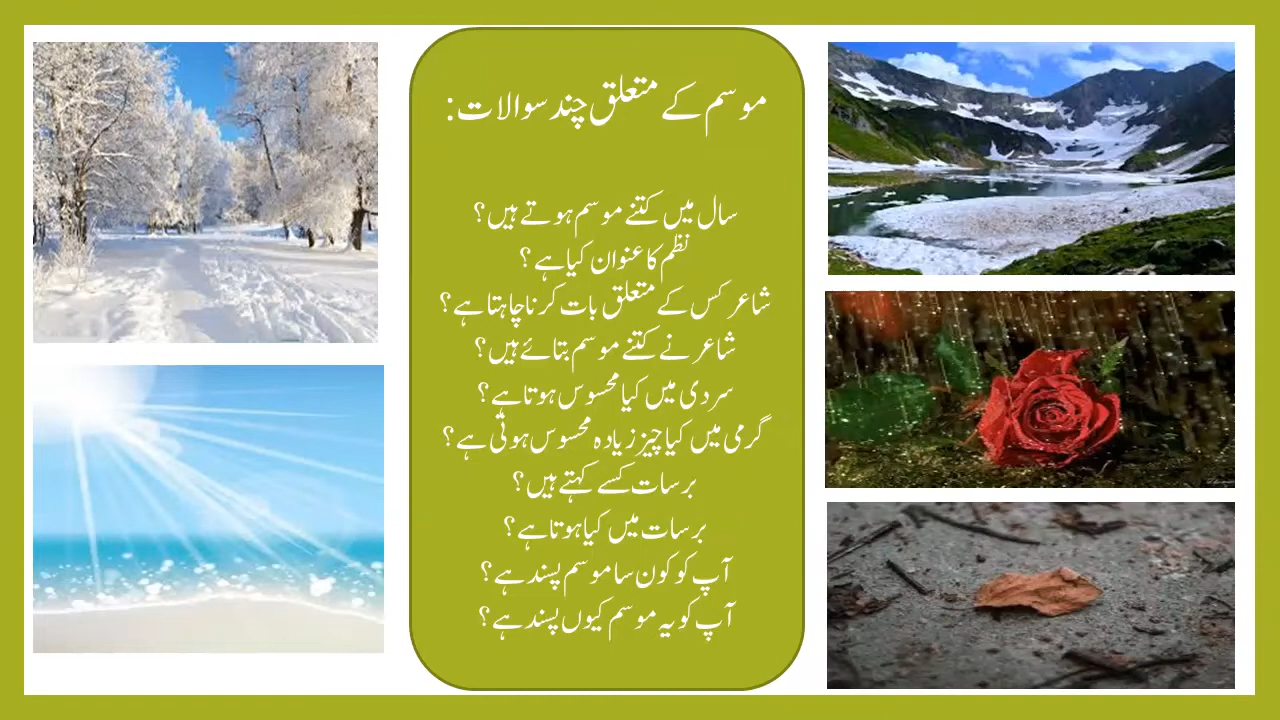 موسم کے متعلق چند سوالات:
سال میں کتنے موسم ہوتے ہیں؟
نظم کا عنوان کیا ہے ؟
شاعر کس کے متعلق بات کرنا چاہتا ہے؟
شاعر نے کتنے موسم بتائے ہیں؟
سردی میں کیا محسوس ہوتا ہے؟
گرمی میں کیا چیز زیادہ محسوس ہوتی ہے؟
برسات کسے کہتے ہیں؟
برسات میں کیا ہوتا ہے؟
آپ کو کون سا موسم پسند ہے؟
آپ کو یہ موسم کیوں پسند ہے؟